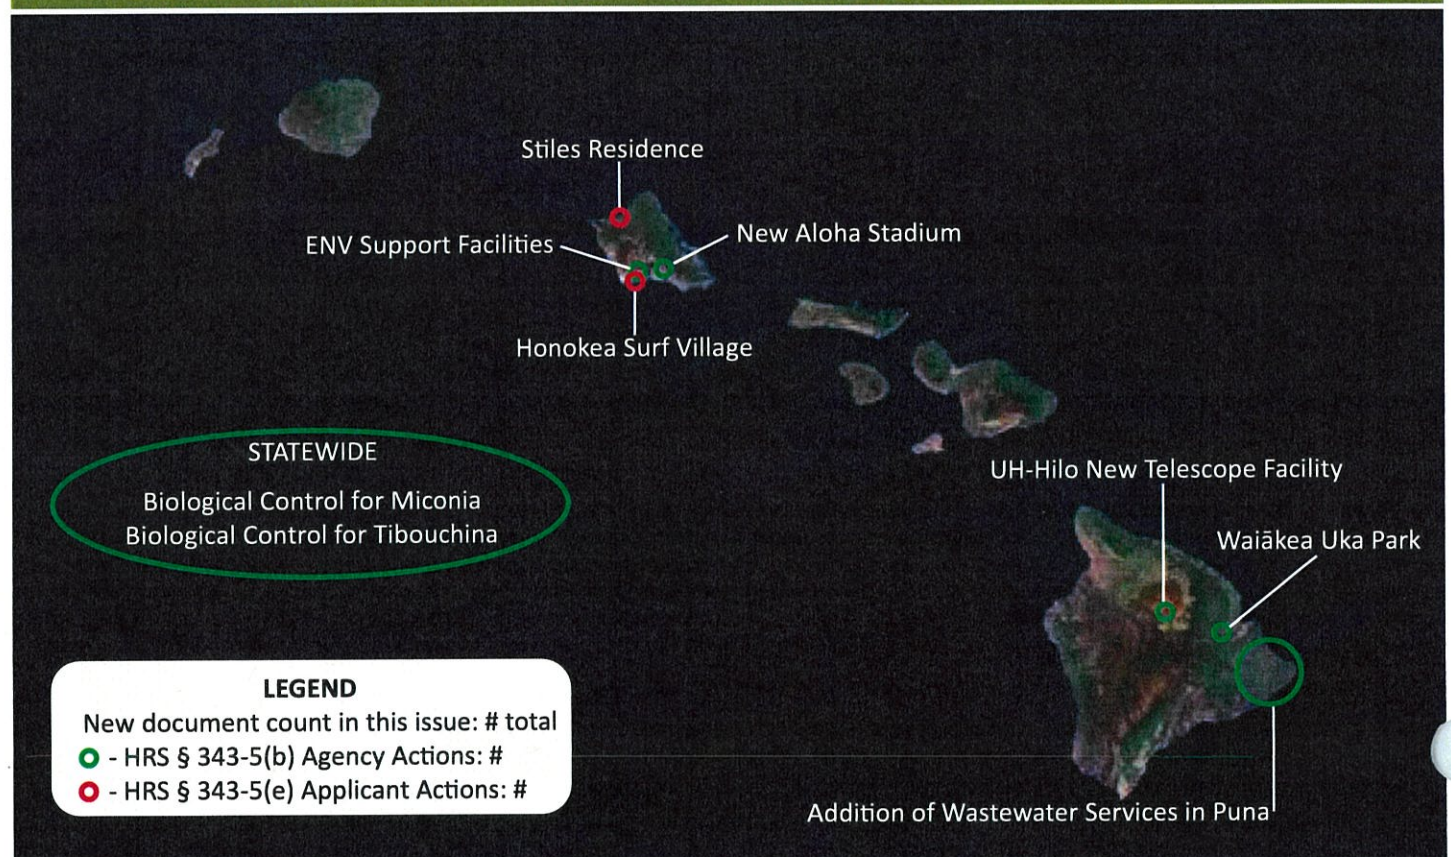 Stiles Residence
ENV Support Facilities
New Aloha Stadium
Honokea Surf Village
STATEWIDE
Biological Control for Miconia
Biological Control for Tibouchina
UH-Hilo New Telescope Facility
Waiākea Uka Park
LEGEND
New document count in this issue: # total
- HRS § 343-5(b) Agency Actions: #
- HRS § 343-5(e) Applicant Actions: #
Addition of Wastewater Services in Puna